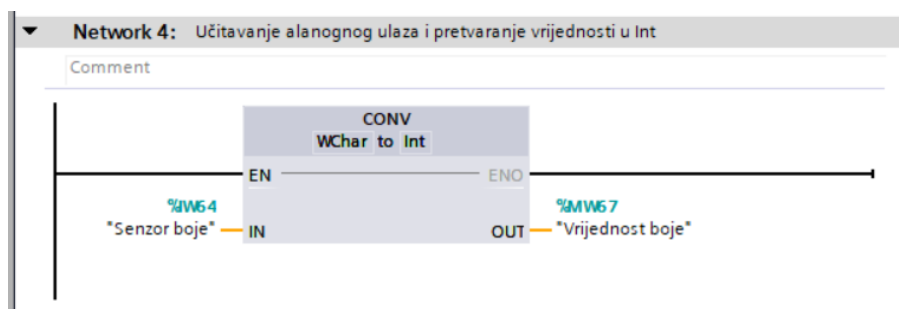 Network 4: Učitavanje alanognog ulaza i pretvaranje vrijednosti u Int
Comment
CONV
WChar to Int
EN ENO
%IW64 %MW67
"Senzor boje" IN OUT "Vrijednost boje"